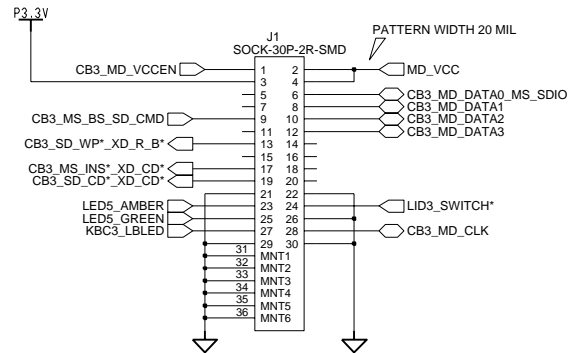 P3.3V
J1
SOCK-30P-2R-SMD
PATTERN WIDTH 20 MIL
CB3_MD_VCCEN 1 2 MD_VCC
3 4
5 6 CB3_MD_DATA0_MS_SDIO
7 8 CB3_MD_DATA1
CB3_MS_BS_SD_CMD 9 10 CB3_MD_DATA2
11 12 CB3_MD_DATA3
CB3_SD_WP*_XD_R_B* 13 14
15 16
CB3_MS_INS*_XD_CD* 17 18
CB3_SD_CD*_XD_CD* 19 20
21 22
LED5_AMBER 23 24 LID3_SWITCH*
LED5_GREEN 25 26
KBC3_LBLED 27 28 CB3_MD_CLK
29 30
31 MNT1
32 MNT2
33 MNT3
34 MNT4
35 MNT5
36 MNT6